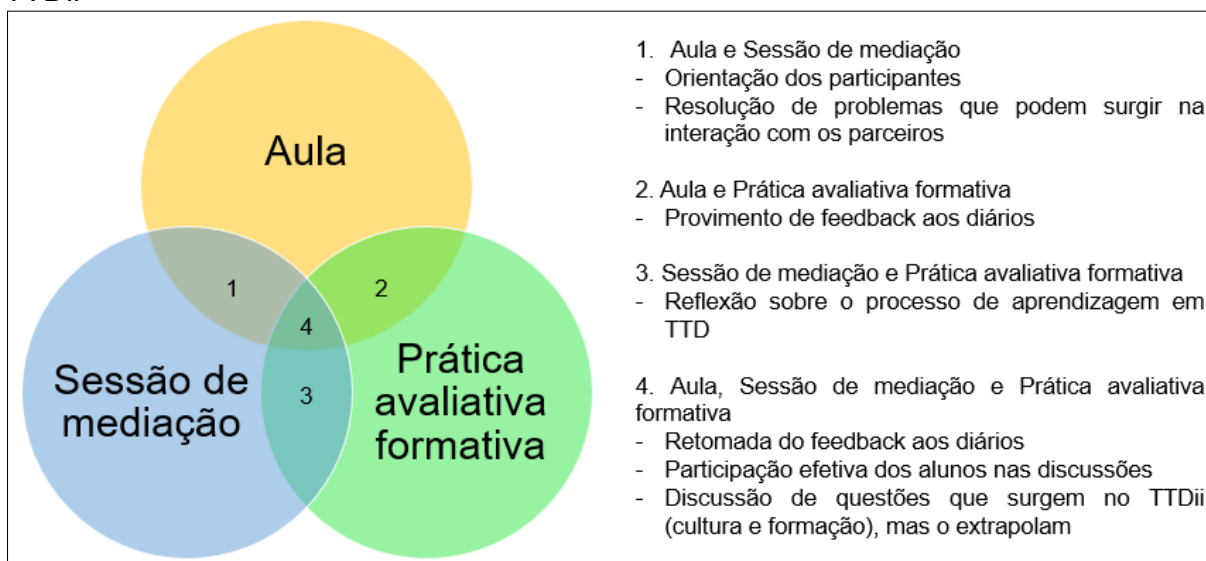 Aula
1
2
4
3
Sessão de
mediação
Prática
avaliativa
formativa
1. Aula e Sessão de mediação
- Orientação dos participantes
- Resolução de problemas que podem surgir na
interação com os parceiros
2. Aula e Prática avaliativa formativa
- Provimento de feedback aos diários
3. Sessão de mediação e Prática avaliativa formativa
- Reflexão sobre o processo de aprendizagem em
TTD
4. Aula, Sessão de mediação e Prática avaliativa
formativa
- Retomada do feedback aos diários
- Participação efetiva dos alunos nas discussões
- Discussão de questões que surgem no TTDii
(cultura e formação), mas o extrapolam